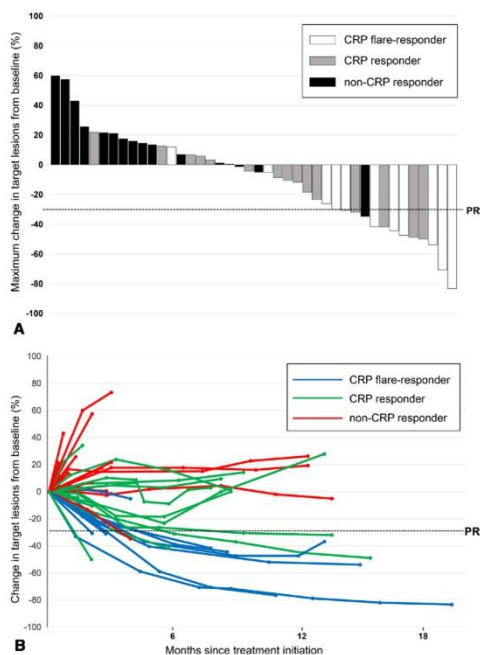 Maximum change in target lesions from baseline (%)
100
80
60
40
20
0
-20
-40
-60
-80
-100
CRP flare-responder
CRP responder
non-CRP responder
PR
A
Change in target lesions from baseline (%)
100
80
60
40
20
0
-20
-40
-60
-80
-100
CRP flare-responder
CRP responder
non-CRP responder
PR
6
12
18
Months since treatment initiation
B